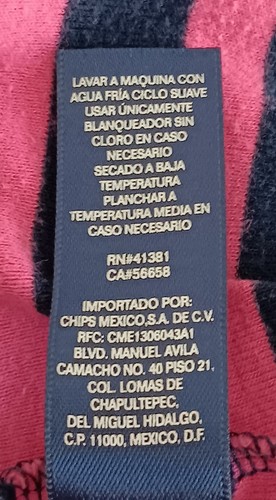 LAVAR A MAQUINA CON
AGUA FRÍA CICLO SUAVE
USAR ÚNICAMENTE
BLANQUEADOR SIN
CLORO EN CASO
NECESARIO
SECADO A BAJA
TEMPERATURA
PLANCHAR A
TEMPERATURA MEDIA EN
CASO NECESARIO
RN#41381
CA#56658
IMPORTADO POR:
CHIPS MEXICO,S.A. DE C.V.
RFC: CME1306043A1
BLVD. MANUEL AVILA
CAMACHO NO. 40 PISO 21,
COL. LOMAS DE
CHAPULTEPEC,
DEL MIGUEL HIDALGO,
C.P. 11000, MEXICO, D.F.